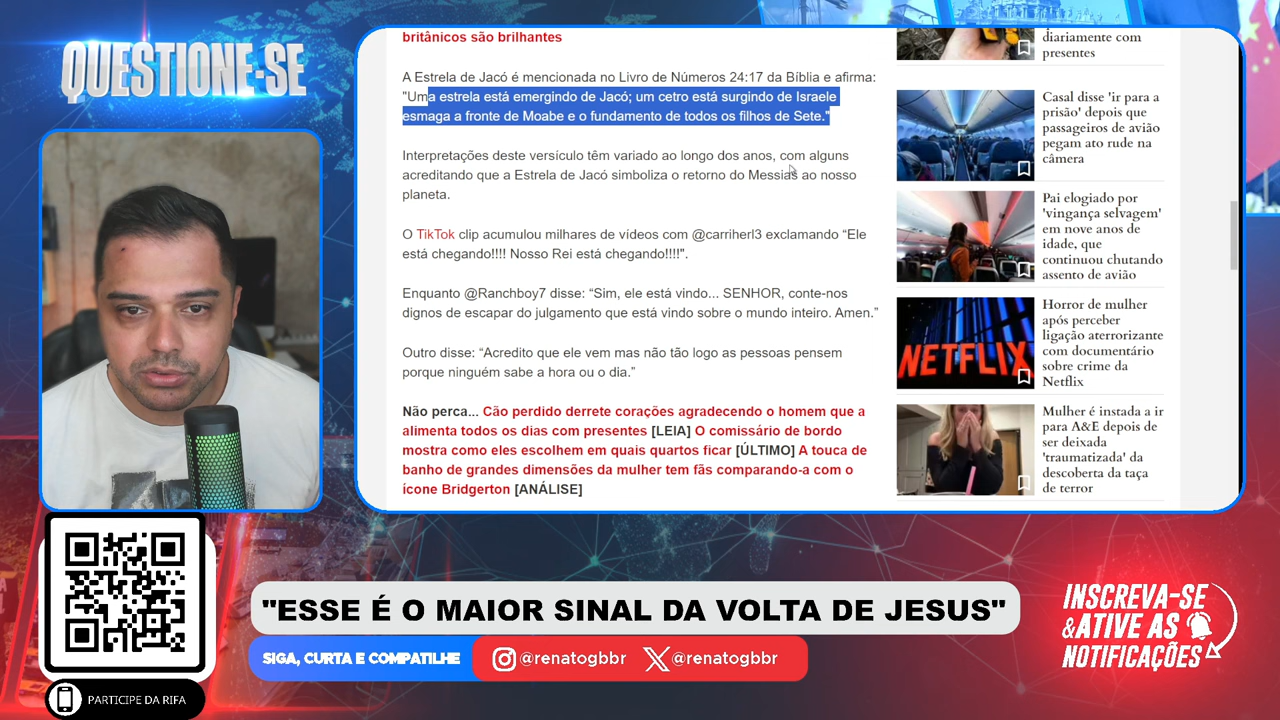 QUESTIONE-SE
britânicos são brilhantes
A Estrela de Jacó é mencionada no Livro de Números 24:17 da Bíblia e afirma:
"Uma estrela está emergindo de Jacó; um cetro está surgindo de Israele
esmaga a fronte de Moabe e o fundamento de todos os filhos de Sete."
Interpretações deste versículo têm variado ao longo dos anos, com alguns
acreditando que a Estrela de Jacó simboliza o retorno do Messias ao nosso
planeta.
O TikTok clip acumulou milhares de vídeos com @carriherl3 exclamando “Ele
está chegando!!!! Nosso Rei está chegando!!!!”.
Enquanto @Ranchboy7 disse: “Sim, ele está vindo... SENHOR, conte-nos
dignos de escapar do julgamento que está vindo sobre o mundo inteiro. Amen.”
Outro disse: “Acredito que ele vem mas não tão logo as pessoas pensem
porque ninguém sabe a hora ou o dia.”
Não perca... Cão perdido derrete corações agradecendo o homem que a
alimenta todos os dias com presentes [LEIA] O comissário de bordo
mostra como eles escolhem em quais quartos ficar [ÚLTIMO] A touca de
banho de grandes dimensões da mulher tem fãs comparando-a com o
ícone Bridgerton [ANÁLISE]
diariamente com
presentes
Casal disse 'ir para a
prisão' depois que
passageiros de avião
pegam ato rude na
câmera
Pai elogiado por
'vingança selvagem'
em nove anos de
idade, que
continuou chutando
assento de avião
NETFLIX
Horror de mulher
após perceber
ligação aterrorizante
com documentário
sobre crime da
Netflix
Mulher é instada a ir
para A&E depois de
ser deixada
'traumatizada' da
descoberta da taça
de terror
"ESSE É O MAIOR SINAL DA VOLTA DE JESUS"
SIGA, CURTA E COMPATILHE
@renatogbbr
@renatogbbr
INSCREVA-SE
&ATIVE AS
NOTIFICAÇÕES
PARTICIPE DA RIFA